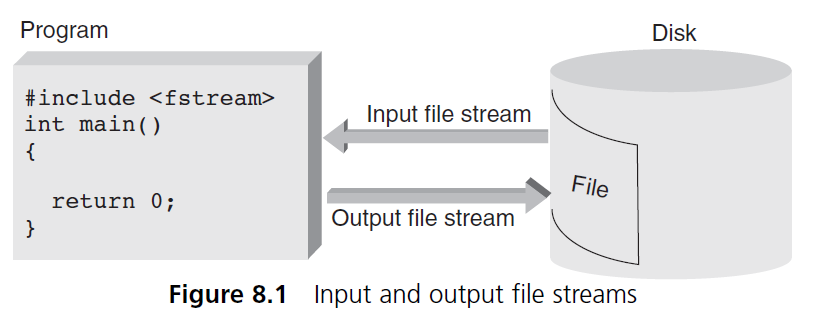 Program
Disk
#include <fstream>
int main()
{
Input file stream
File
return 0;
Output file stream
}
Figure 8.1 Input and output file streams